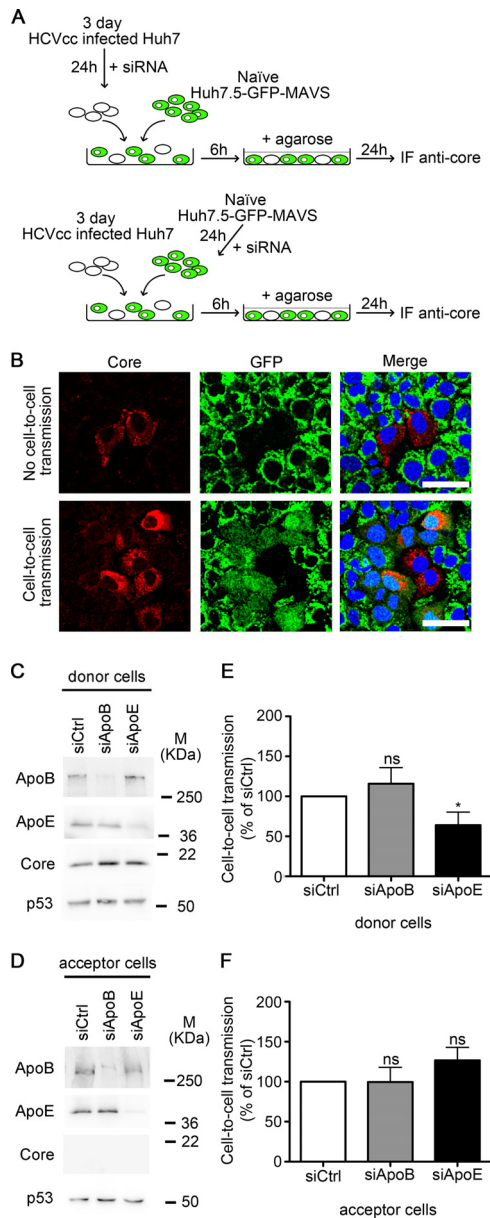 A
3 day
HCVcc infected Huh7
24h + siRNA
Naïve
Huh7.5-GFP-MAVS
6h
+ agarose
24h
IF anti-core
3 day
HCVcc infected Huh7
Naïve
Huh7.5-GFP-MAVS
24h
+ siRNA
6h
+ agarose
24h
IF anti-core
B
Core GFP Merge
No cell-to-cell
transmission
Cell-to-cell
transmission
C
donor cells
siCtrl siApoB siApoE
M
(KDa)
ApoB
250
ApoE
36
22
Core
p53
50
E
Cell-to-cell transmission
(% of siCtrl)
200
150
100
50
0
ns
*
siCtrl siApoB siApoE
donor cells
D
acceptor cells
siCtrl siApoB siApoE
M
(KDa)
ApoB
250
ApoE
36
22
Core
p53
50
F
Cell-to-cell transmission
(% of siCtrl)
200
150
100
50
0
ns
ns
siCtrl siApoB siApoE
acceptor cells